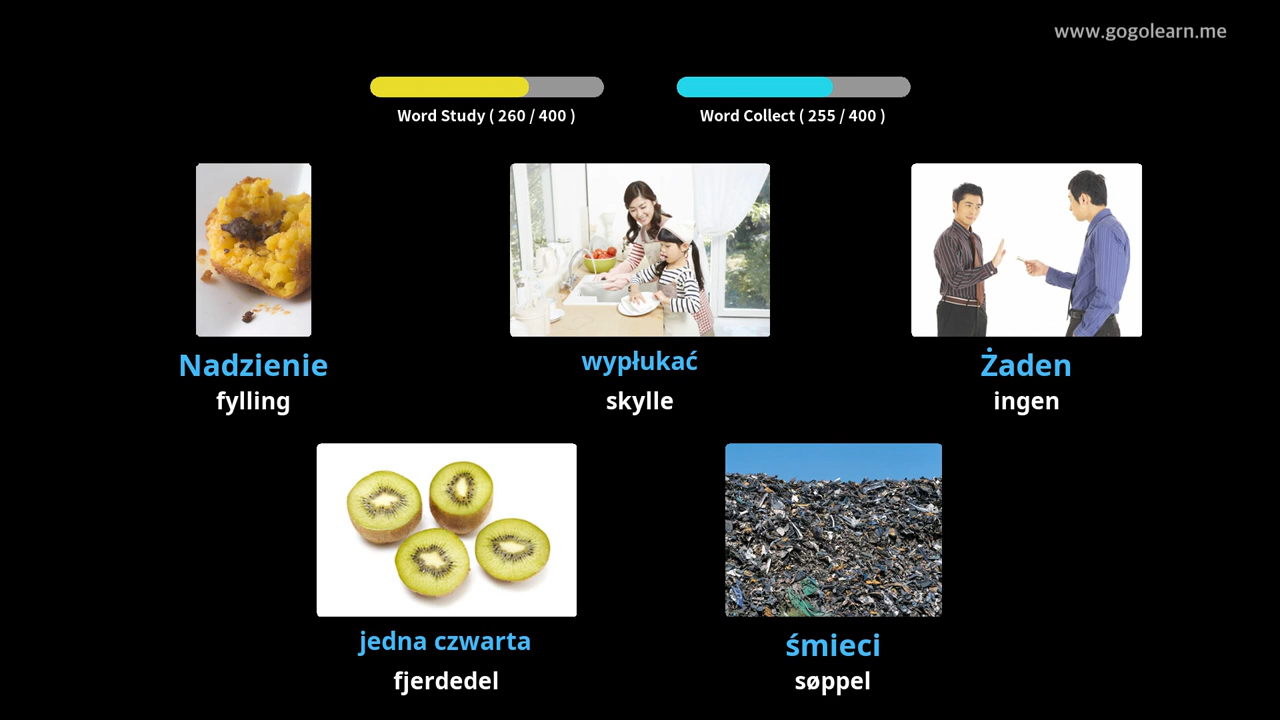 www.gogolearn.me
Word Study ( 260 / 400 )
Word Collect ( 255 / 400 )
Nadzienie
fylling
wypłukać
skylle
Żaden
ingen
jedna czwarta
fjerdedel
śmieci
søppel